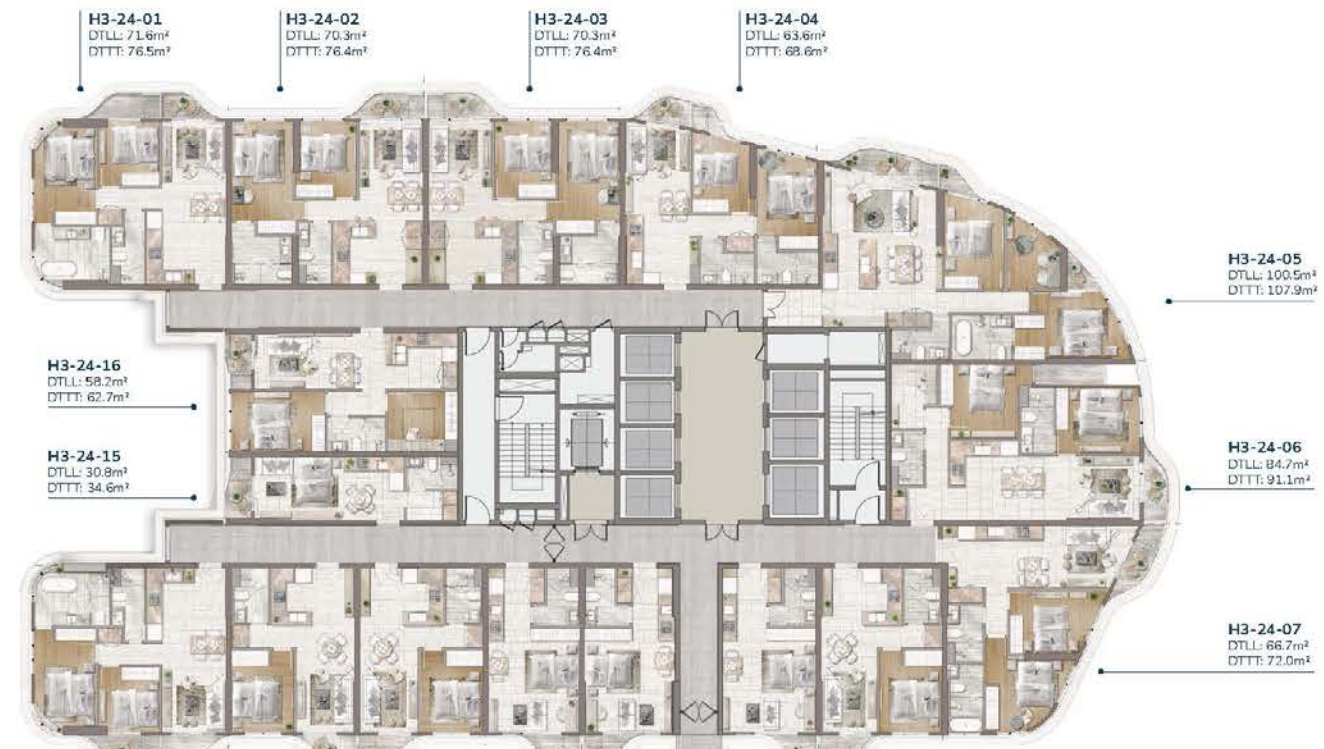 H3-24-01
DTLL: 71.6m²
DTTT: 76.5m²
H3-24-02
DTLL: 70.3m²
DTTT: 76.4m²
H3-24-03
DTLL: 70.3m²
DTTT: 76.4m²
H3-24-04
DTLL: 63.6m²
DTTT: 68.6m²
H3-24-05
DTLL: 100.5m²
DTTT: 107.9m²
H3-24-16
DTLL: 58.2m²
DTTT: 62.7m²
H3-24-15
DTLL: 30.8m²
DTTT: 34.6m²
H3-24-06
DTLL: 84.7m²
DTTT: 91.1m²
H3-24-07
DTLL: 66.7m²
DTTT: 72.0m²